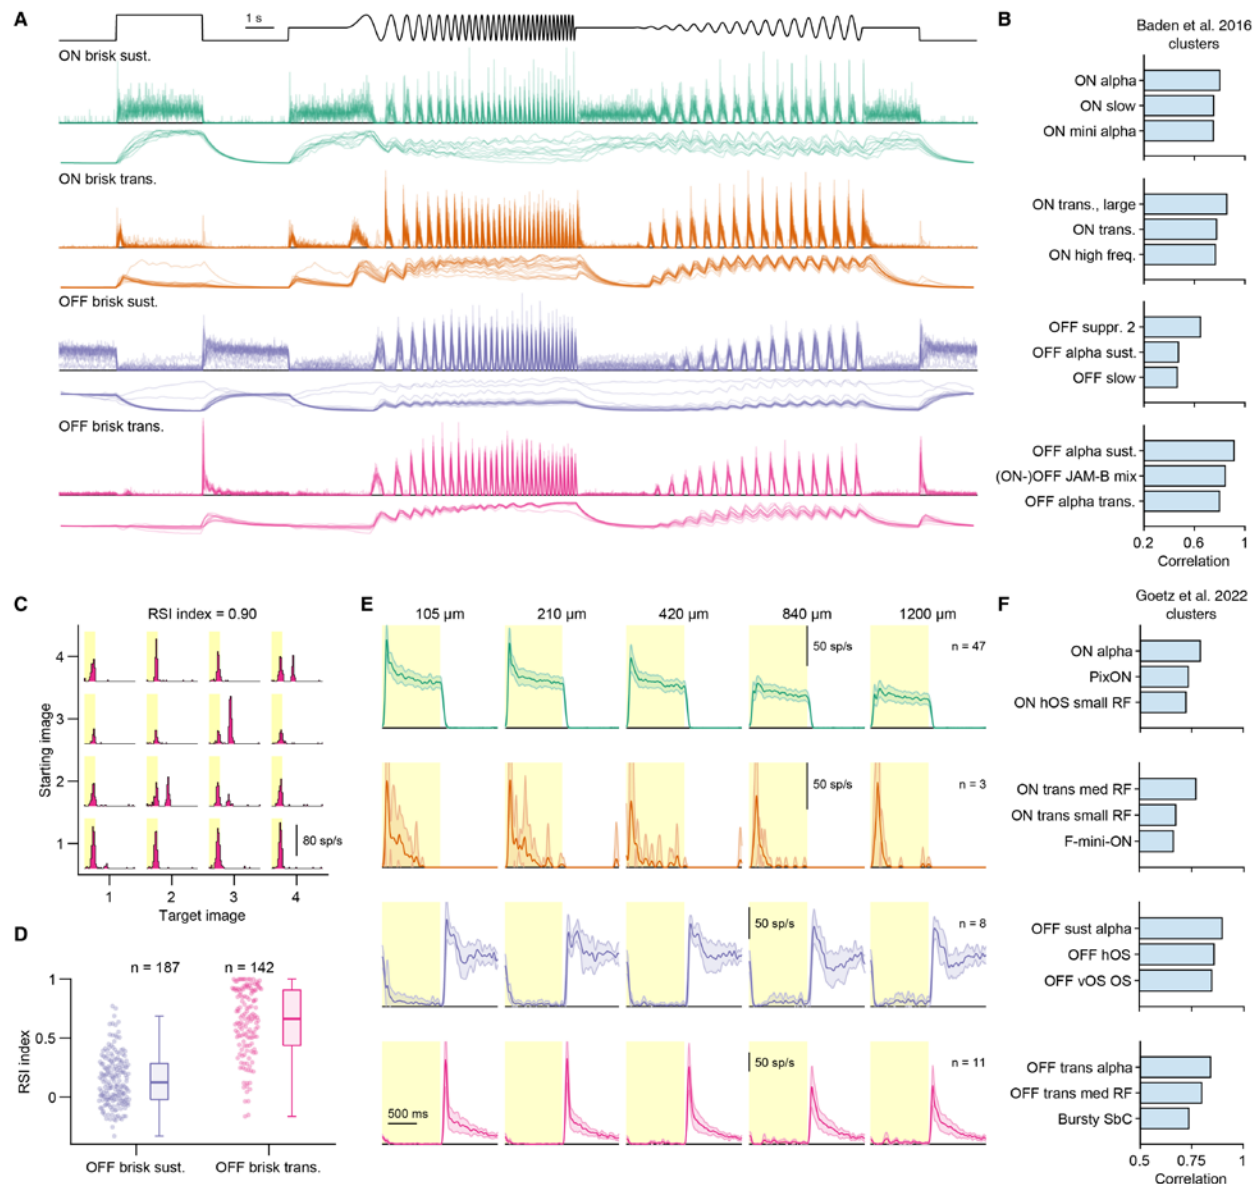 A
1 s
ON brisk sust.
ON brisk trans.
OFF brisk sust.
OFF brisk trans.
B
Baden et al. 2016
clusters
ON alpha
ON slow
ON mini alpha
ON trans., large
ON trans.
ON high freq.
OFF suppr. 2
OFF alpha sust.
OFF slow
OFF alpha sust.
(ON-)OFF JAM-B mix
OFF alpha trans.
0.2 0.6 1
Correlation
C
RSI index = 0.90
Starting image
4
3
2
1
80 sp/s
1 2 3 4
Target image
D
n = 187 n = 142
RSI index
1
0.5
0
OFF brisk sust. OFF brisk trans.
E
105 µm 210 µm 420 µm 840 µm 1200 µm
50 sp/s
n = 47
50 sp/s
n = 3
50 sp/s
n = 8
50 sp/s
n = 11
500 ms
F
Goetz et al. 2022
clusters
ON alpha
PixON
ON hOS small RF
ON trans med RF
ON trans small RF
F-mini-ON
OFF sust alpha
OFF hOS
OFF vOS OS
OFF trans alpha
OFF trans med RF
Bursty SbC
0.5 0.75 1
Correlation